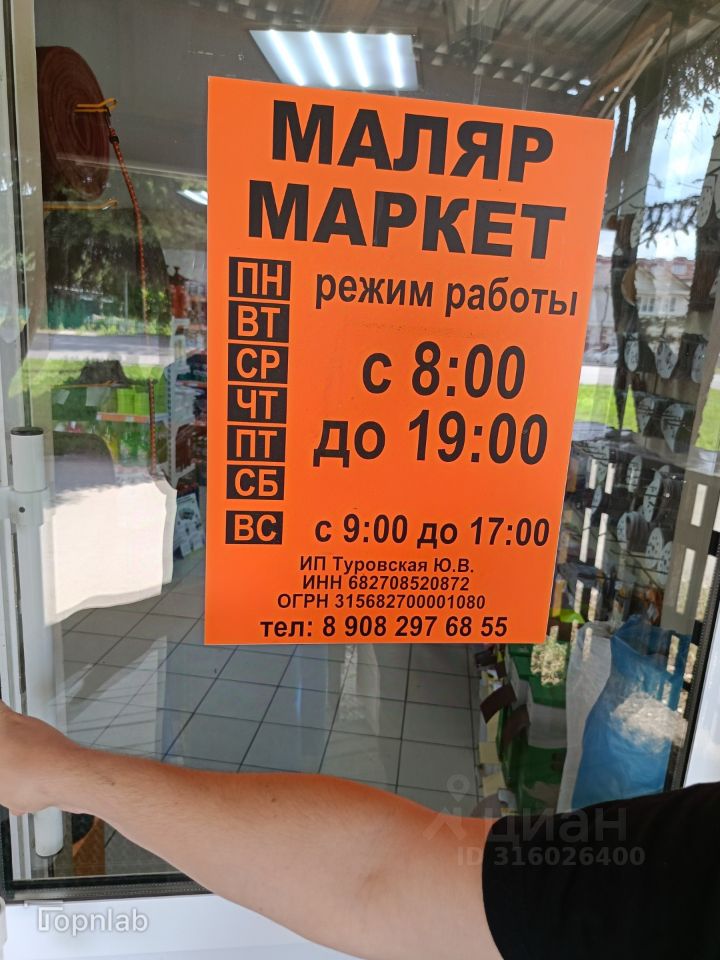 МАЛЯР
МАРКЕТ
ПН
режим работы
ВТ
СР
с 8:00
ЧТ
до 19:00
ПТ
СБ
ВС с 9:00 до 17:00
ИП Туровская Ю.В.
ИНН 682708520872
ОГРН 315682700001080
тел: 8 908 297 68 55
циан
ID 316026400
Topnlab